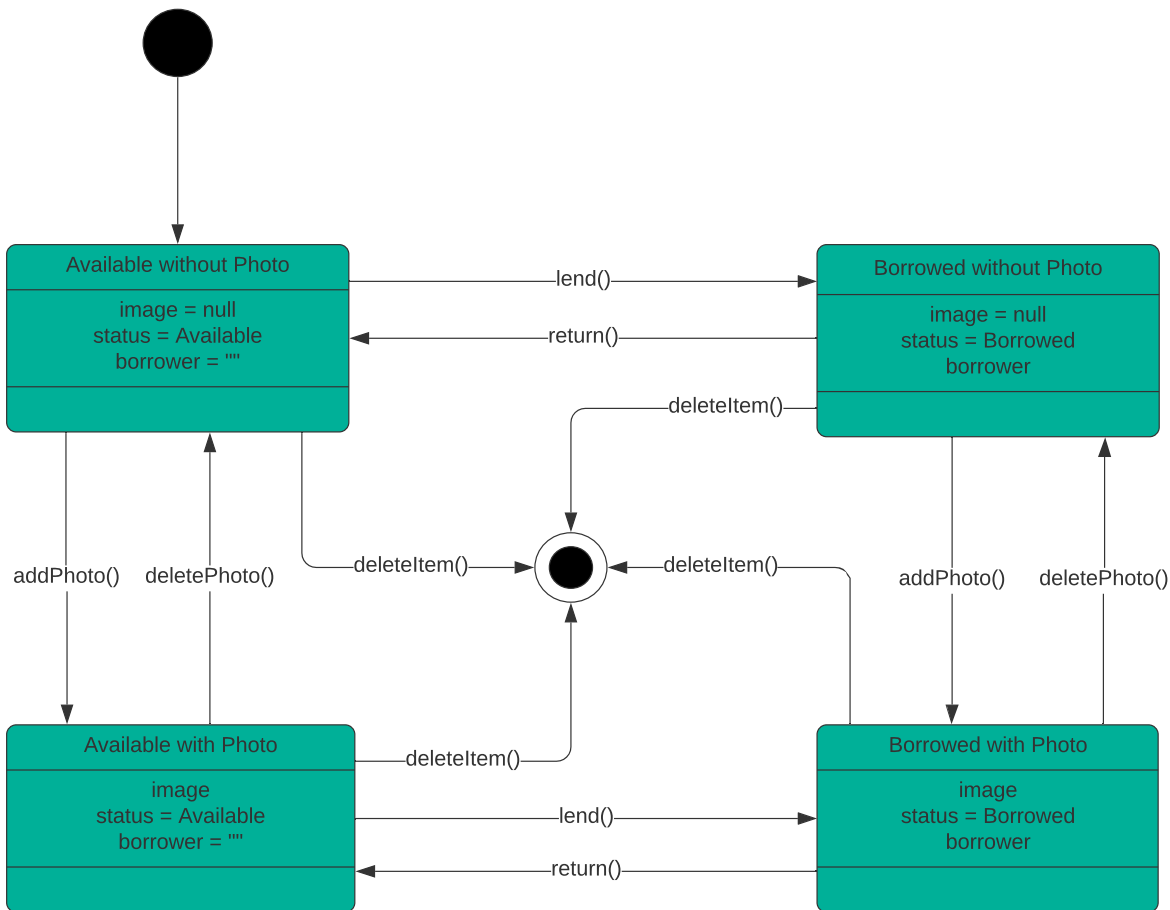 Available without Photo
image = null
status = Available
borrower = ""
lend()
return()
Borrowed without Photo
image = null
status = Borrowed
borrower
deleteItem()
addPhoto()
deletePhoto()
deleteItem()
deleteItem()
addPhoto()
deletePhoto()
Available with Photo
image
status = Available
borrower = ""
deleteItem()
lend()
return()
Borrowed with Photo
image
status = Borrowed
borrower